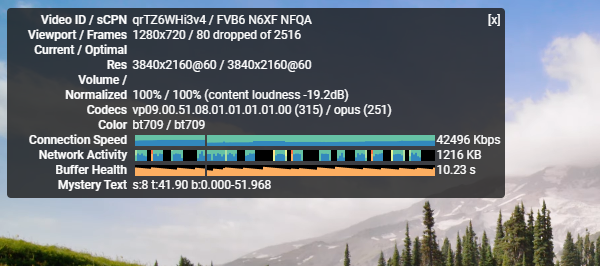 Video ID / sCPN qrTZ6WHi3v4 / FVB6 N6XF NFQA [x]
Viewport / Frames 1280x720 / 80 dropped of 2516
Current / Optimal
Res 3840x2160@60 / 3840x2160@60
Volume /
Normalized 100% / 100% (content loudness -19.2dB)
Codecs vp09.00.51.08.01.01.01.01.00 (315) / opus (251)
Color bt709 / bt709
Connection Speed 42496 Kbps
Network Activity 1216 KB
Buffer Health 10.23 s
Mystery Text s:8 t:41.90 b:0.000-51.968